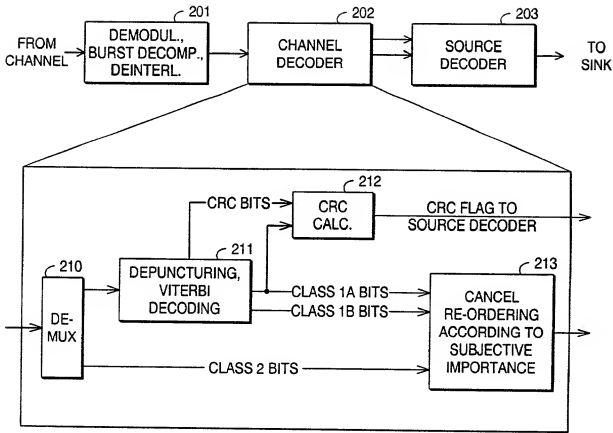 201
202
203
FROM
CHANNEL
DEMODUL.,
BURST DECOMP.,
DEINTERL.
CHANNEL
DECODER
SOURCE
DECODER
TO
SINK
212
CRC BITS
CRC
CALC.
CRC FLAG TO
SOURCE DECODER
210
211
213
DE-
MUX
DEPUNCTURING,
VITERBI
DECODING
CLASS 1A BITS
CLASS 1B BITS
CLASS 2 BITS
CANCEL
RE-ORDERING
ACCORDING TO
SUBJECTIVE
IMPORTANCE